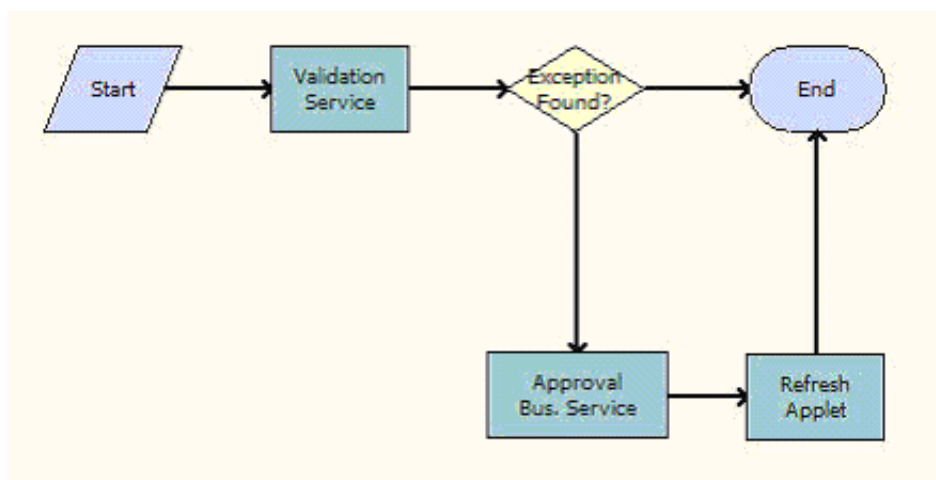 Start
Validation
Service
Exception
Found?
End
Approval
Bus. Service
Refresh
Applet